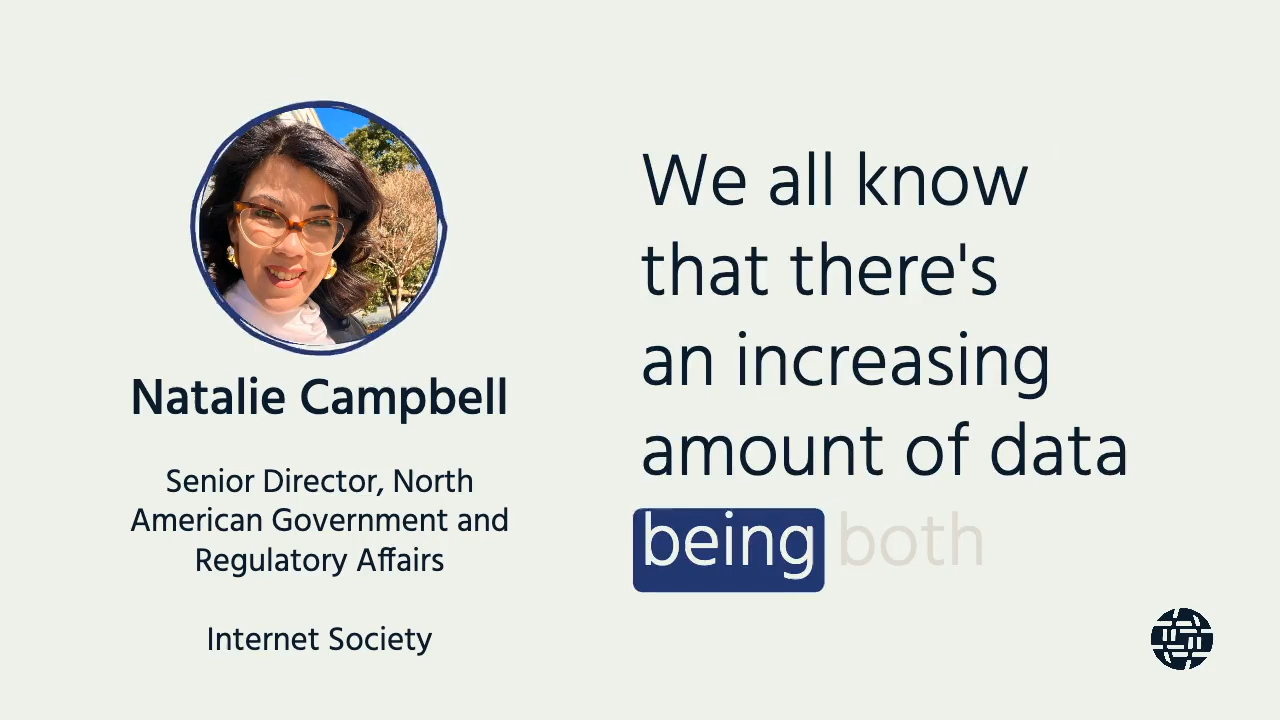 Natalie Campbell
Senior Director, North
American Government and
Regulatory Affairs
Internet Society
We all know
that there's
an increasing
amount of data
being both